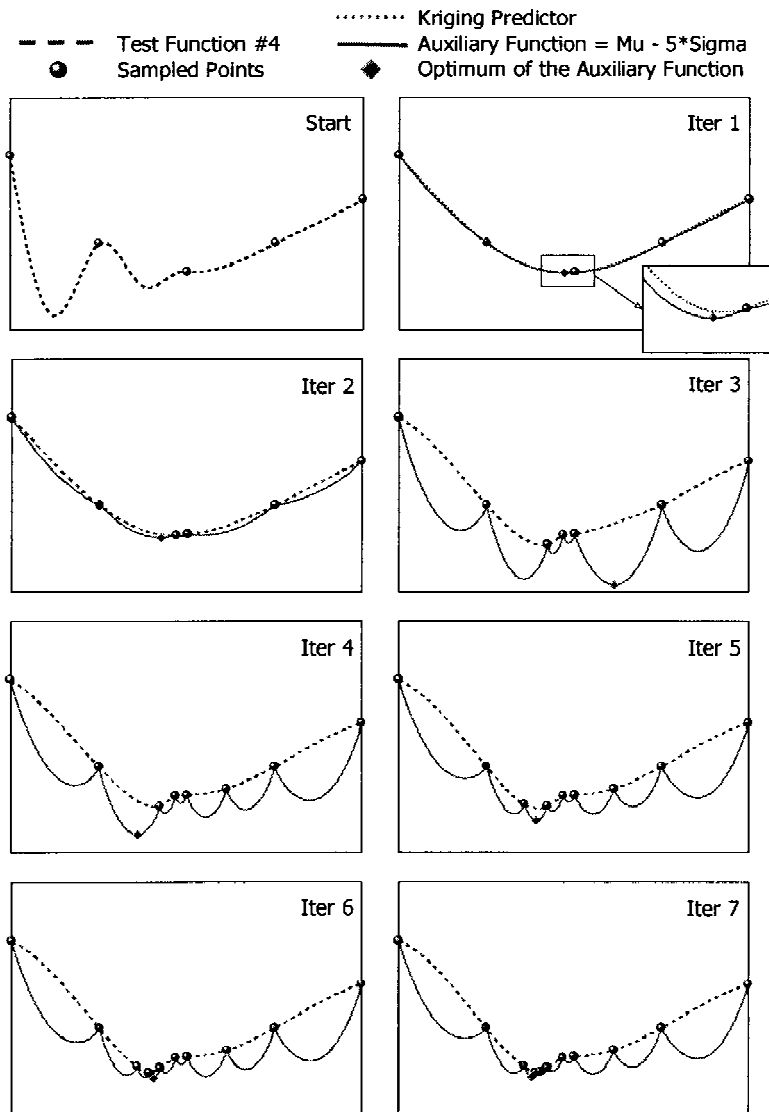 Kriging Predictor
Test Function #4
Auxiliary Function = Mu - 5*Sigma
Sampled Points
Optimum of the Auxiliary Function
Start
Iter 1
Iter 2
Iter 3
Iter 4
Iter 5
Iter 6
Iter 7